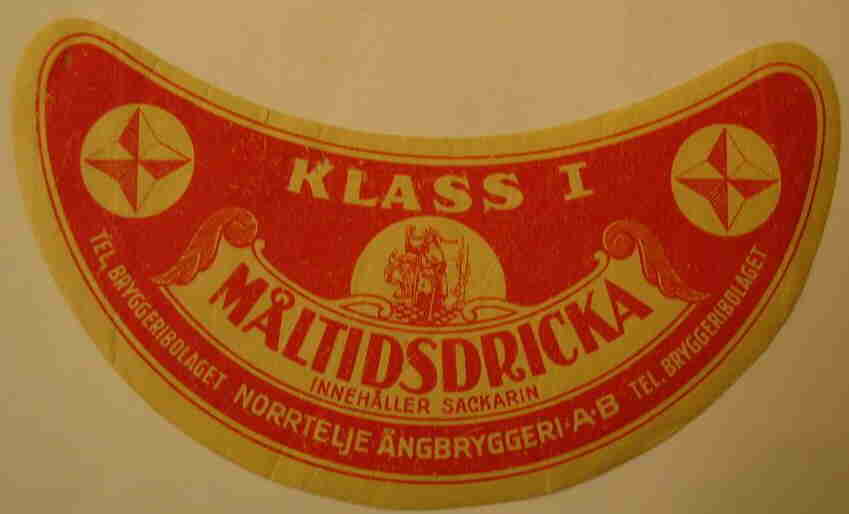 KLASS I
MÅLTIDSDRICKA
INNEHÅLLER SACKARIN
TEL. BRYGGERIBOLAGET NORRTELJE ÅNGBRYGGERI·A·B TEL. BRYGGERIBOLAGET